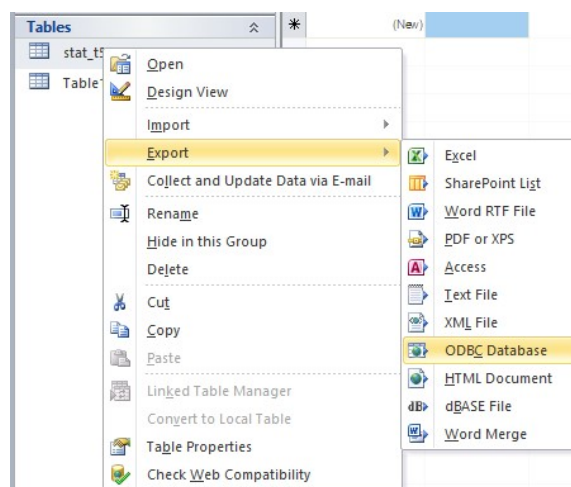 Tables
(New)
stat_t5
Table1
Open
Design View
Import
Export
Collect and Update Data via E-mail
Rename
Hide in this Group
Delete
Cut
Copy
Paste
Linked Table Manager
Convert to Local Table
Table Properties
Check Web Compatibility
Excel
SharePoint List
Word RTF File
PDF or XPS
Access
Text File
XML File
ODBC Database
HTML Document
dBASE File
Word Merge